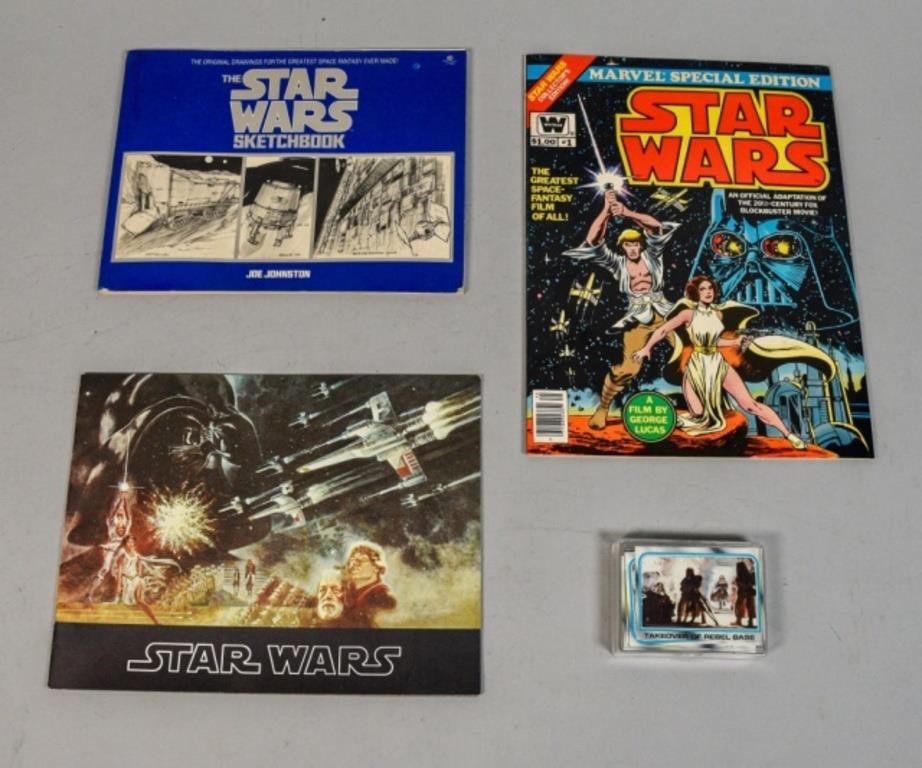 THE ORIGINAL DRAWINGS FOR THE GREATEST SPACE FANTASY EVER MADE!
THE
STAR
WARS
SKETCHBOOK
JOE JOHNSTON
STAR WARS
COLLECTOR'S
EDITION!
MARVEL SPECIAL EDITION
W
$1.00 #1
STAR
WARS
THE
GREATEST
SPACE-
FANTASY
FILM
OF ALL!
AN OFFICIAL ADAPTATION OF
THE 20TH-CENTURY FOX
BLOCKBUSTER MOVIE!
A
FILM BY
GEORGE
LUCAS
STAR WARS
TAKEOVER OF REBEL BASE